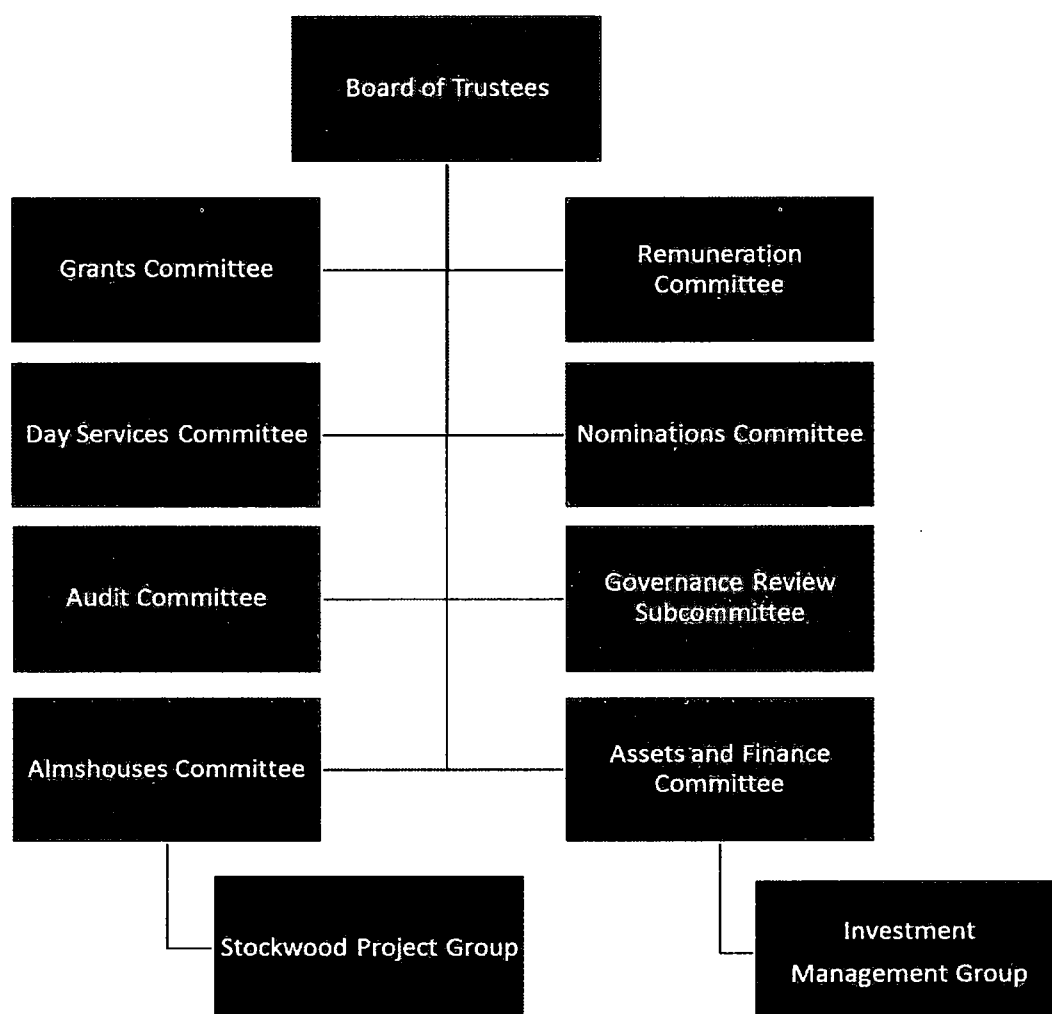 Board of Trustees
Grants Committee
Remuneration
Committee
Day Services Committee
Nominations Committee
Audit Committee
Governance Review
Subcommittee
Almshouses Committee
Assets and Finance
Committee
Stockwood Project Group
Investment
Management Group